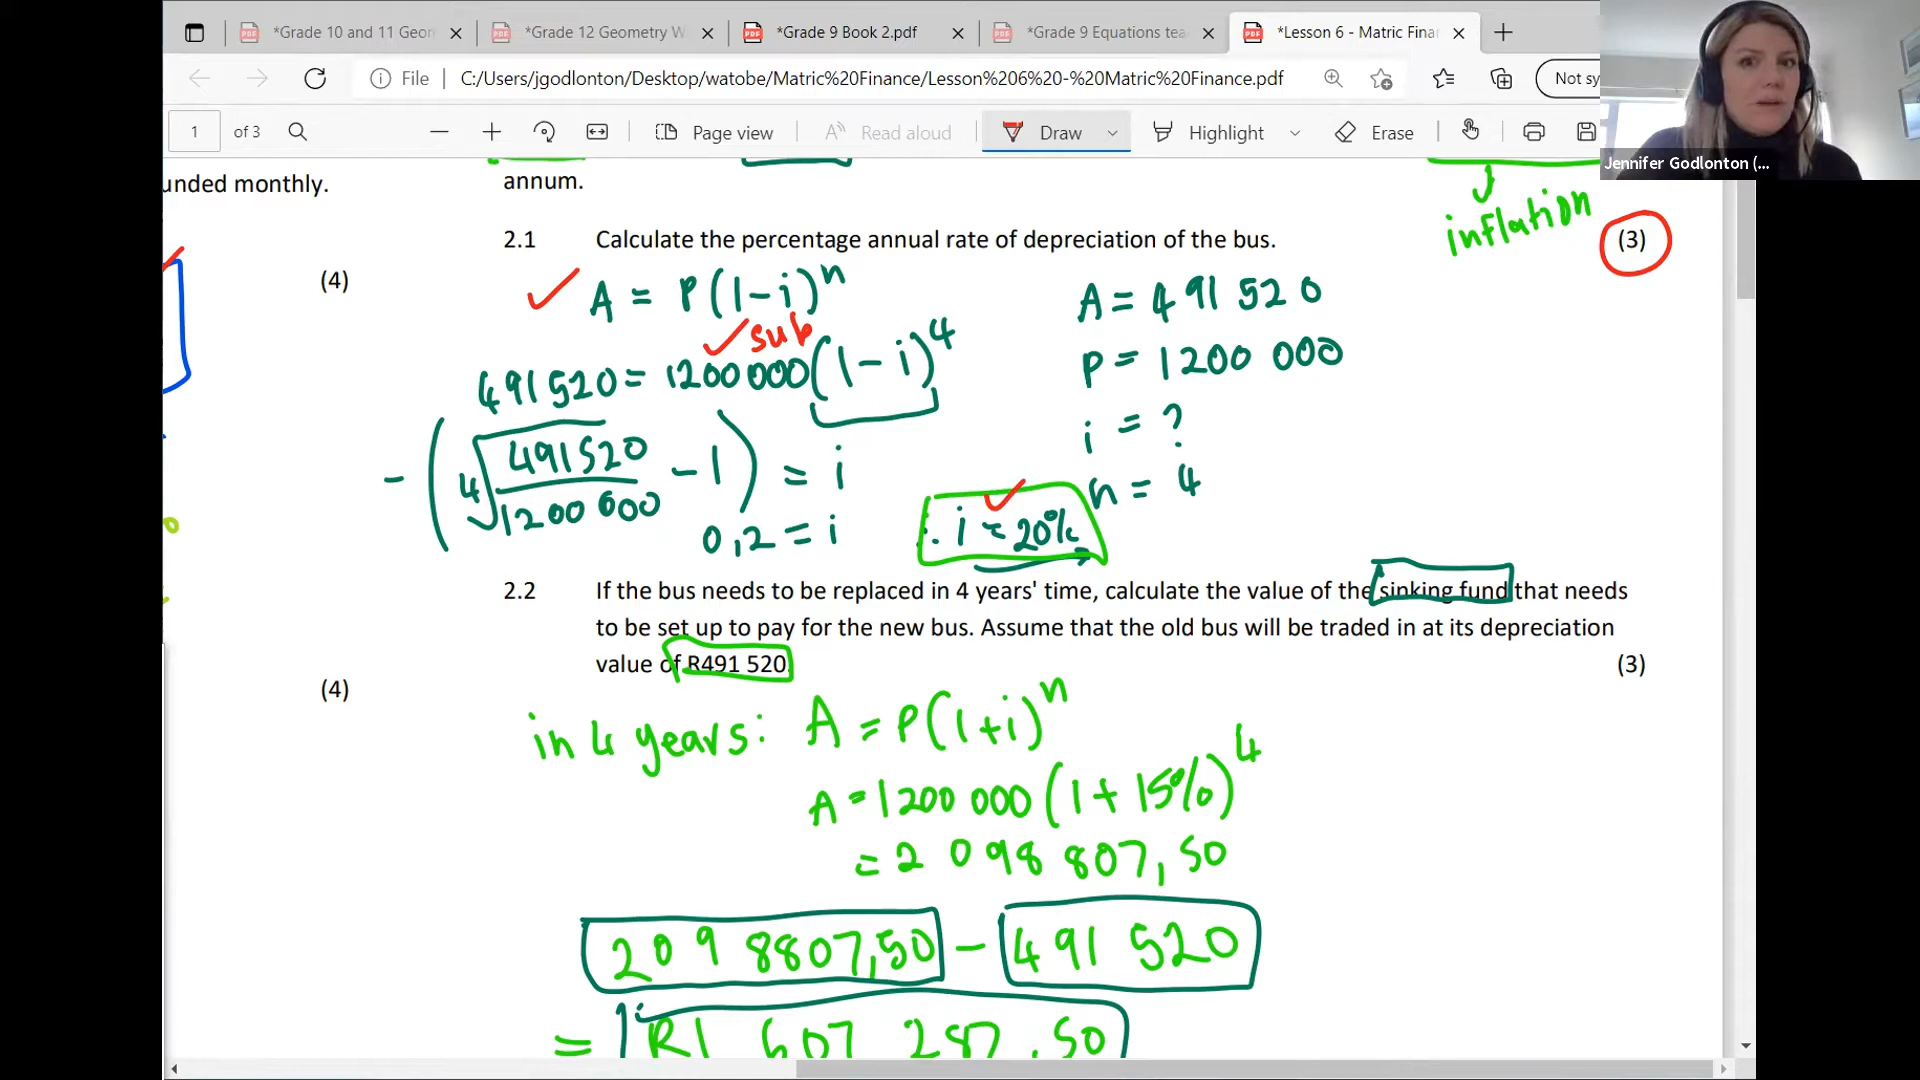 *Grade 10 and 11 Geor
*Grade 12 Geometry W
*Grade 9 Book 2.pdf
*Grade 9 Equations tea
*Lesson 6 - Matric Finar
File
C:/Users/jgodlonton/Desktop/watobe/Matric%20Finance/Lesson%206%20-%20Matric%20Finance.pdf
Not sy
1 of 3
Page view
Read aloud
Draw
Highlight
Erase
Jennifer Godlonton (...
unded monthly.
annum.
inflation
2.1 Calculate the percentage annual rate of depreciation of the bus. (3)
(4)
A = P(1-i)^n
A = 491 520
sub
491520 = 1200 000(1-i)^4
P = 1200 000
i = ?
-(4√491520/1200 000 - 1) = i
n = 4
0,2 = i
∴ i = 20%
2.2 If the bus needs to be replaced in 4 years' time, calculate the value of the sinking fund that needs
to be set up to pay for the new bus. Assume that the old bus will be traded in at its depreciation
value of R491 520. (3)
(4)
in 4 years: A = P(1+i)^n
A = 1200 000 (1 + 15%)^4
= 2 098 807,50
209 8807,50 - 491 520
= R1 607 287,50